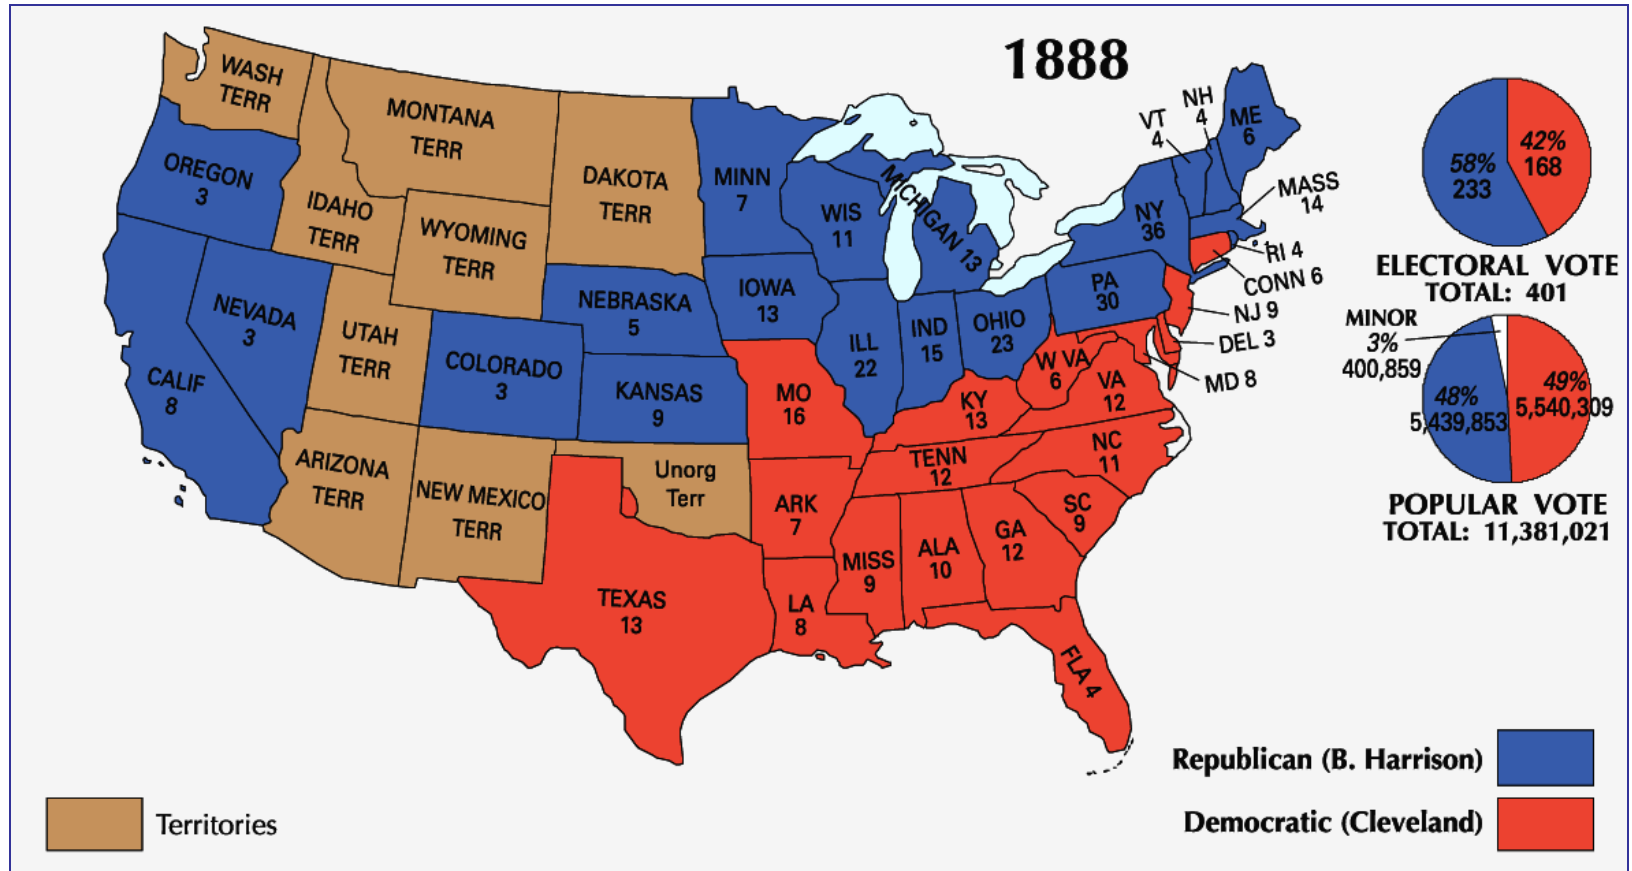 1888
WASH
TERR
MONTANA
TERR
DAKOTA
TERR
MINN
7
OREGON
3
IDAHO
TERR
WYOMING
TERR
WIS
11
MICHIGAN 13
VT
4
NH
4
ME
6
MASS
14
NY
36
RI 4
CONN 6
NJ 9
DEL 3
MD 8
PA
30
NEVADA
3
CALIF
8
UTAH
TERR
COLORADO
3
NEBRASKA
5
KANSAS
9
IOWA
13
ILL
22
IND
15
OHIO
23
MO
16
KY
13
W VA
6
VA
12
NC
11
TENN
12
SC
9
ARIZONA
TERR
NEW MEXICO
TERR
Unorg
Terr
ARK
7
TEXAS
13
LA
8
MISS
9
ALA
10
GA
12
FLA 4
58%
233
42%
168
ELECTORAL VOTE
TOTAL: 401
MINOR
3%
400,859
48%
5,439,853
49%
5,540,309
POPULAR VOTE
TOTAL: 11,381,021
Republican (B. Harrison)
Democratic (Cleveland)
Territories